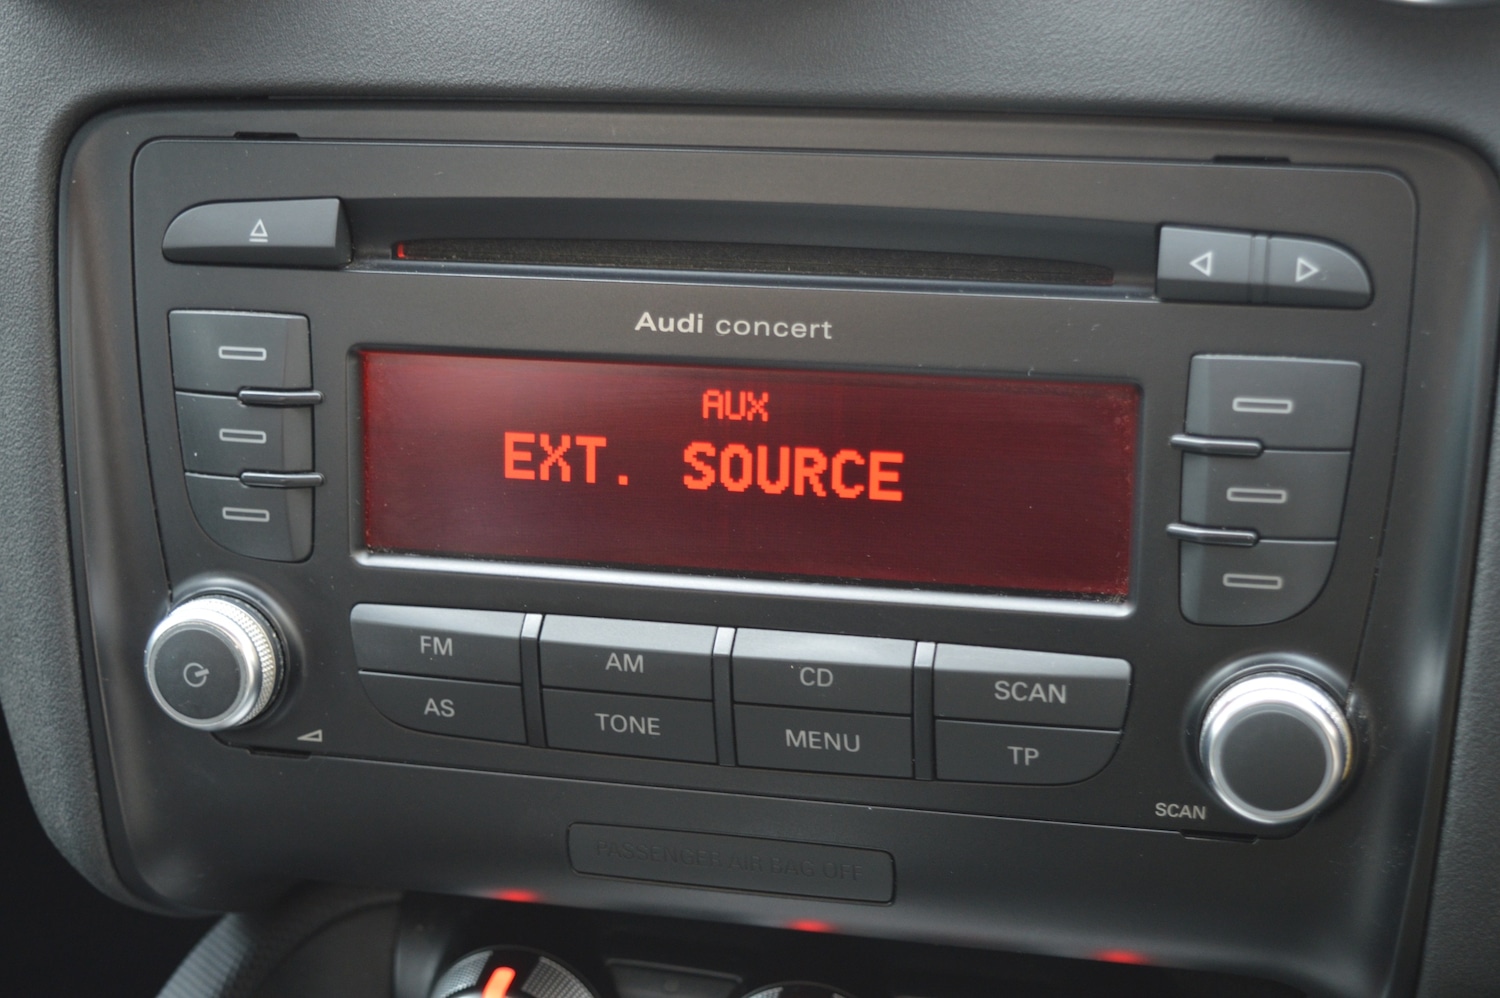 Audi concert
AUX
EXT. SOURCE
FM
AM
CD
SCAN
AS
TONE
MENU
TP
SCAN
PASSENGER AIR BAG OFF